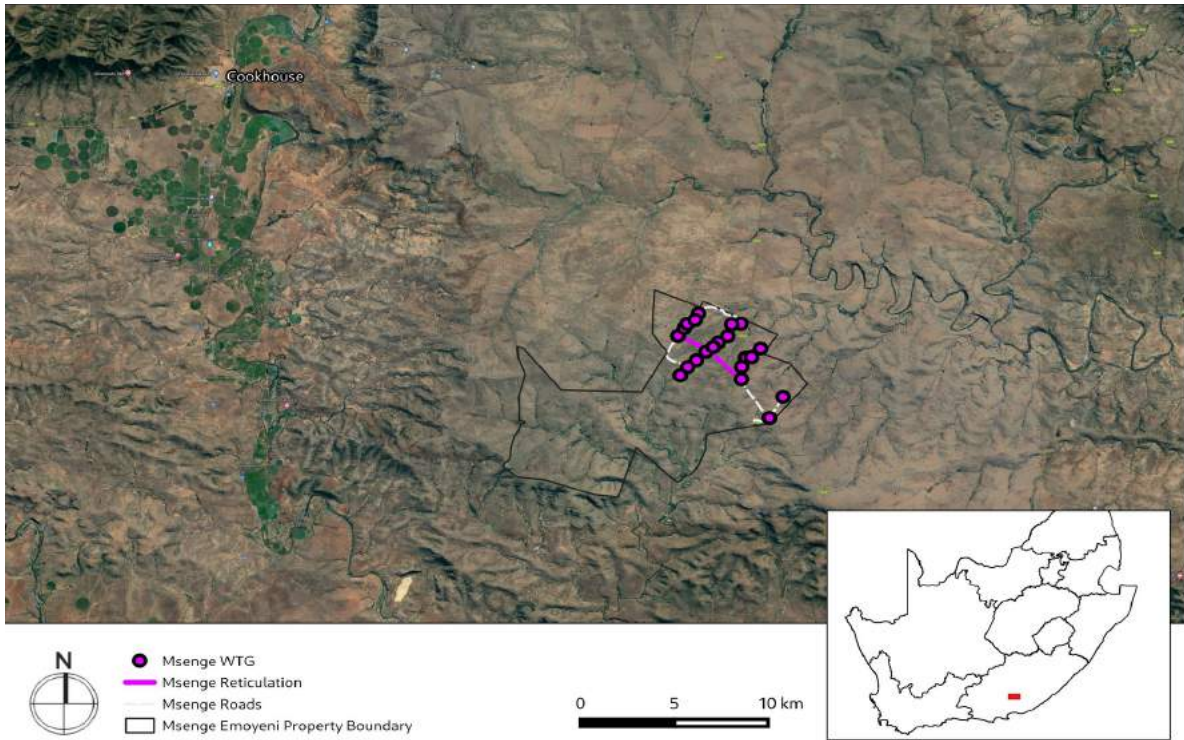 Cookhouse
N
Msenge WTG
Msenge Reticulation
Msenge Roads
Msenge Emoyeni Property Boundary
0 5 10 km